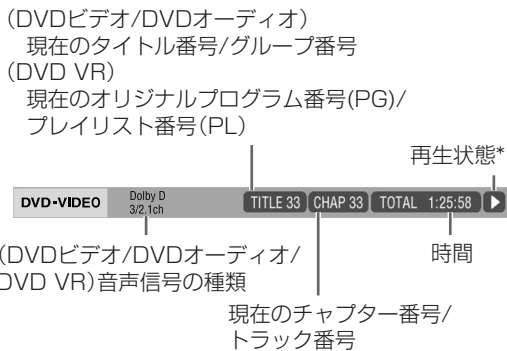 (DVDビデオ/DVDオーディオ)
現在のタイトル番号/グループ番号
(DVD VR)
現在のオリジナルプログラム番号(PG)/
プレイリスト番号(PL)
再生状態*
DVD-VIDEO Dolby D 3/2.1ch TITLE 33 CHAP 33 TOTAL 1:25:58
(DVDビデオ/DVDオーディオ/
DVD VR)音声信号の種類
時間
現在のチャプター番号/
トラック番号